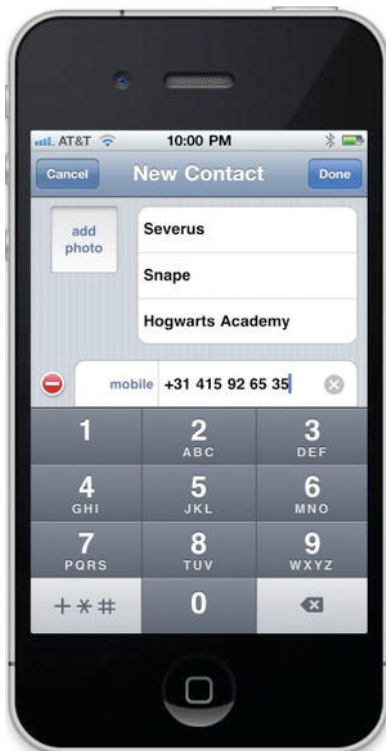 AT&T 10:00 PM
Cancel New Contact Done
add
photo
Severus
Snape
Hogwarts Academy
mobile +31 415 92 65 35
1 2 3
ABC DEF
4 5 6
GHI JKL MNO
7 8 9
PQRS TUV WXYZ
+*# 0